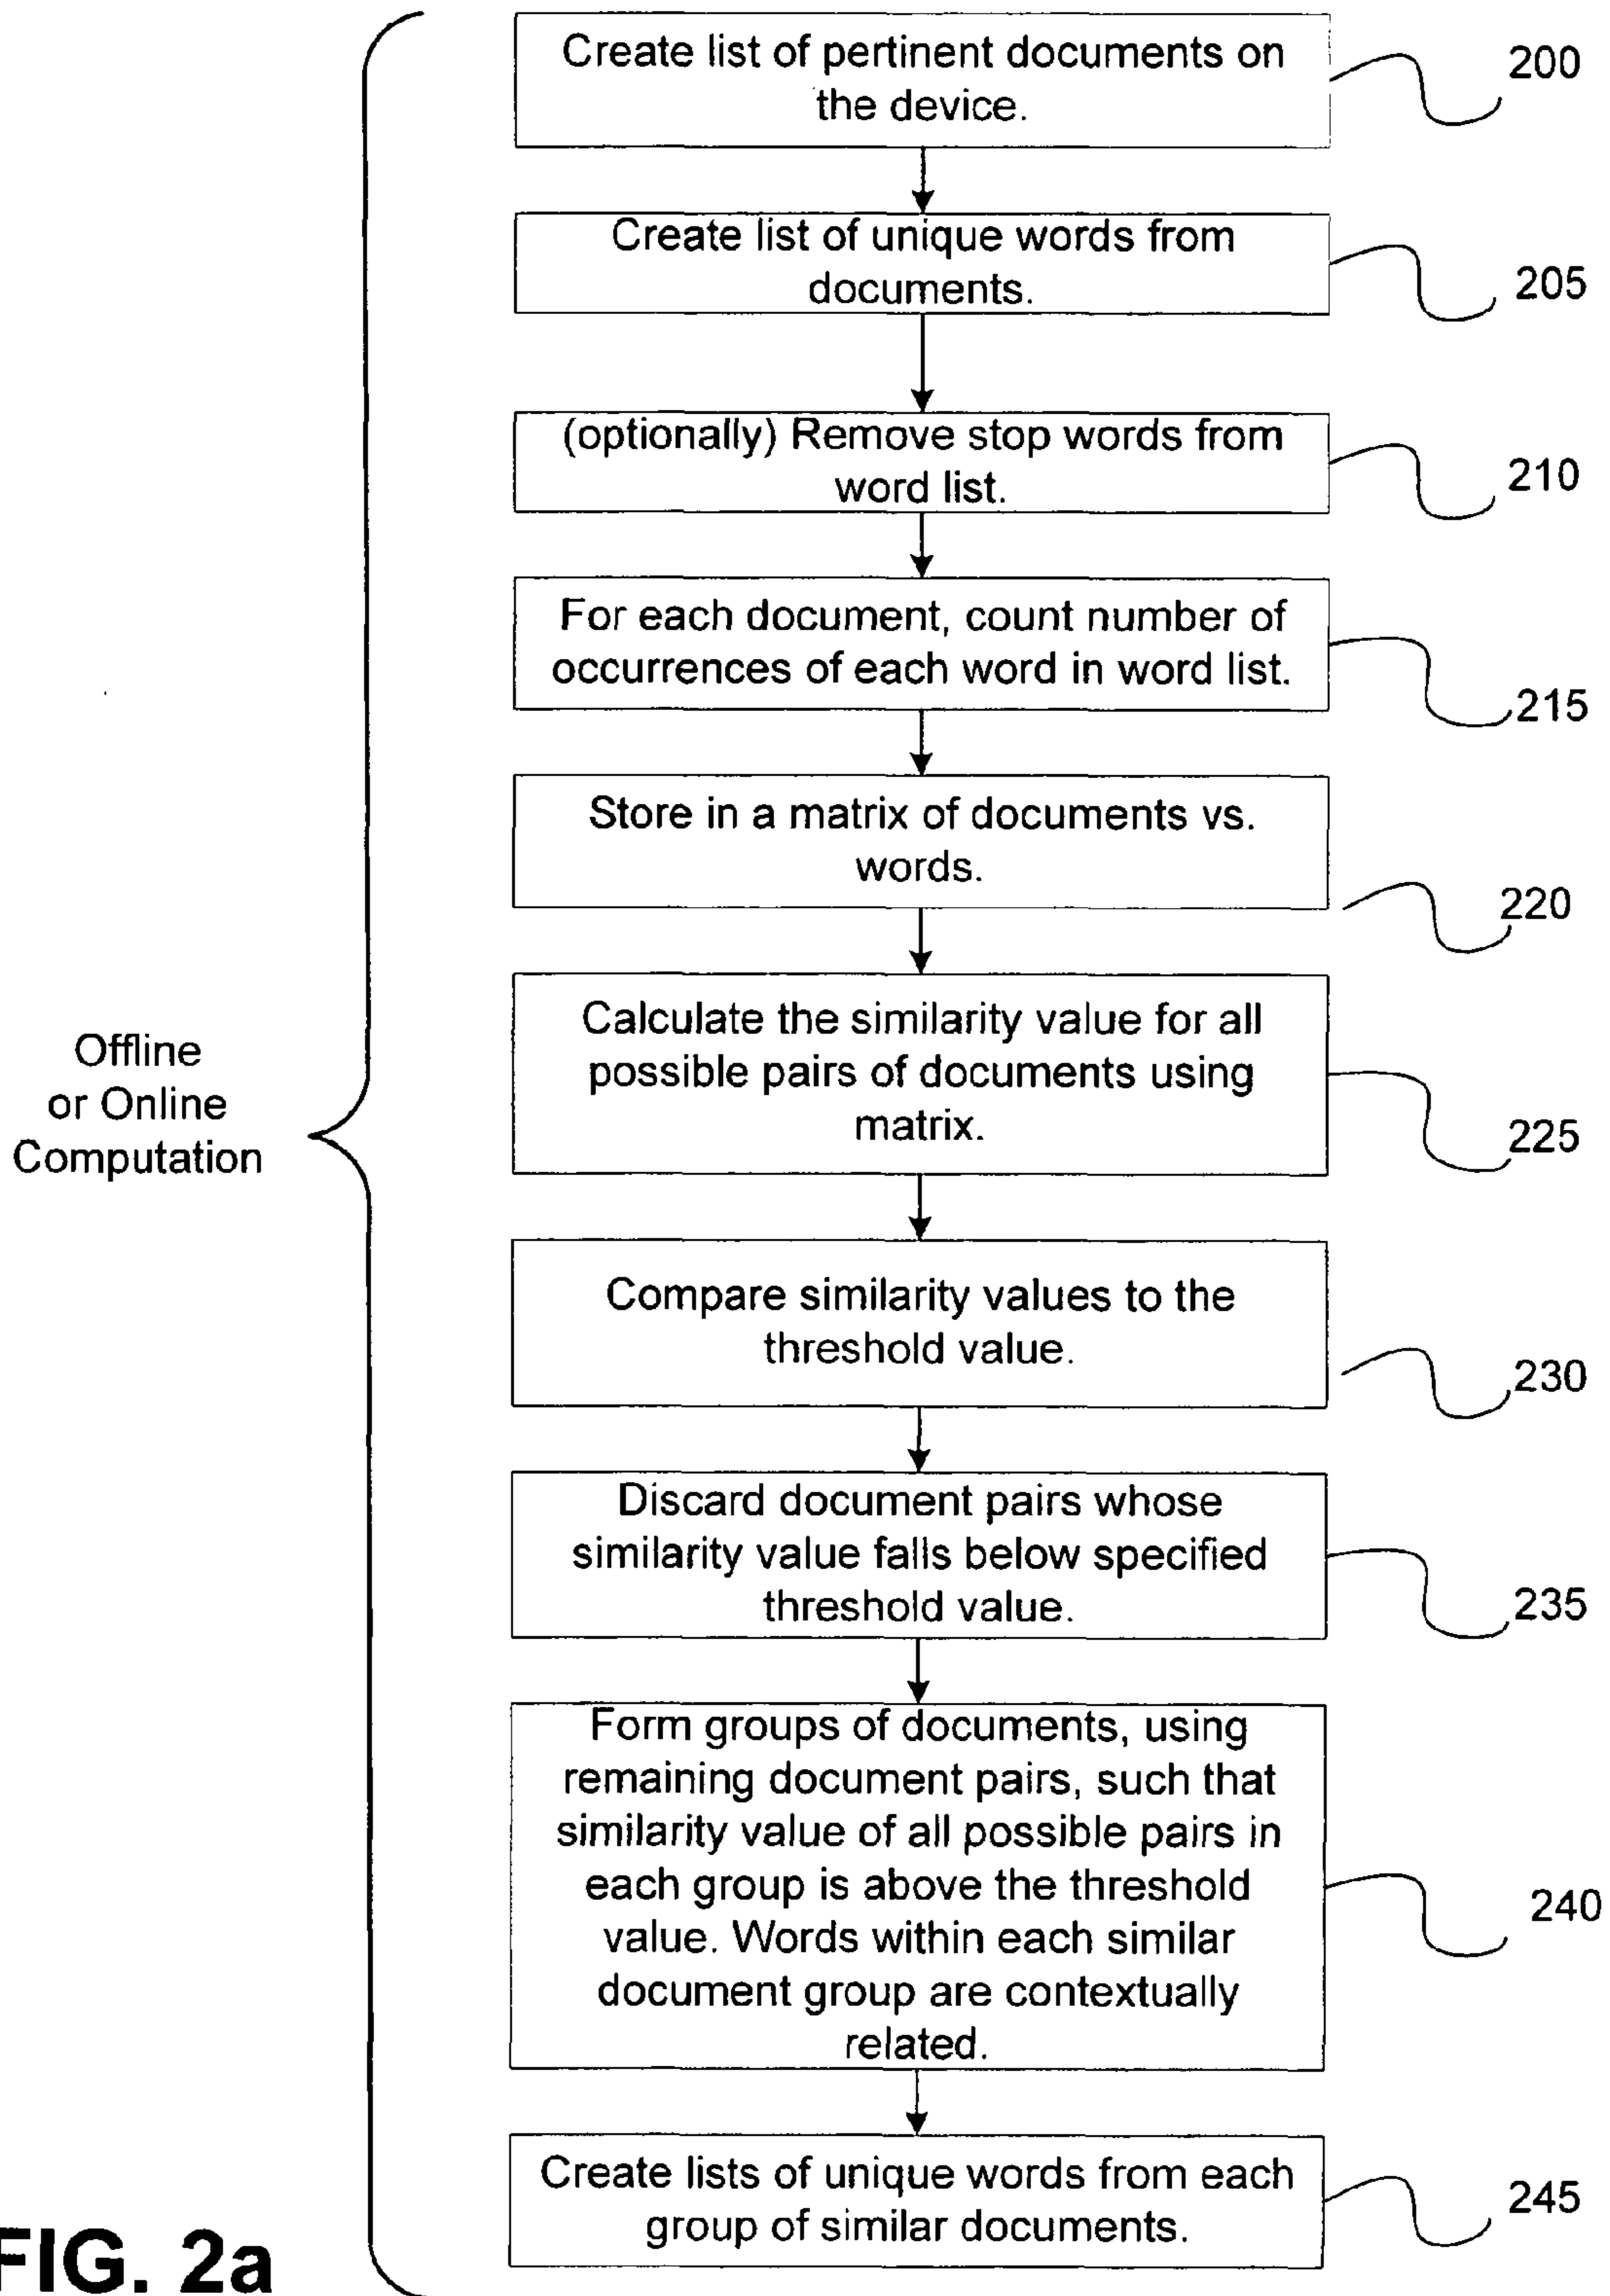 Create list of pertinent documents on
the device.
200
Create list of unique words from
documents.
205
(optionally) Remove stop words from
word list.
210
For each document, count number of
occurrences of each word in word list.
215
Store in a matrix of documents vs.
words.
220
Calculate the similarity value for all
possible pairs of documents using
matrix.
225
Offline
or Online
Computation
Compare similarity values to the
threshold value.
230
Discard document pairs whose
similarity value falls below specified
threshold value.
235
Form groups of documents, using
remaining document pairs, such that
similarity value of all possible pairs in
each group is above the threshold
value. Words within each similar
document group are contextually
related.
240
Create lists of unique words from each
group of similar documents.
245
FIG. 2a